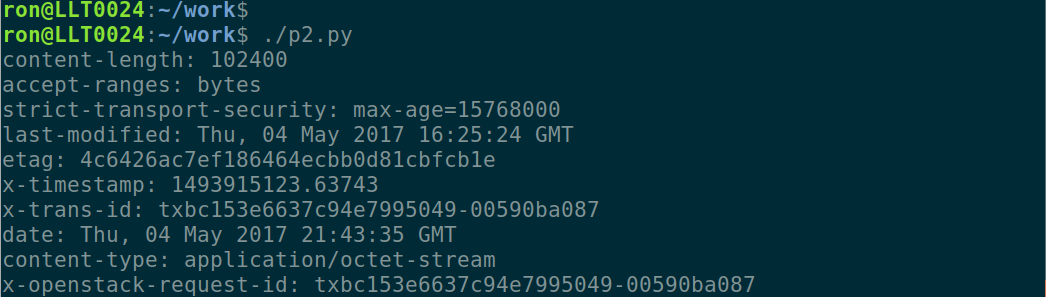 ron@LLT0024:~/work$
ron@LLT0024:~/work$ ./p2.py
content-length: 102400
accept-ranges: bytes
strict-transport-security: max-age=15768000
last-modified: Thu, 04 May 2017 16:25:24 GMT
etag: 4c6426ac7ef186464ecbb0d81cbfcb1e
x-timestamp: 1493915123.63743
x-trans-id: txbc153e6637c94e7995049-00590ba087
date: Thu, 04 May 2017 21:43:35 GMT
content-type: application/octet-stream
x-openstack-request-id: txbc153e6637c94e7995049-00590ba087